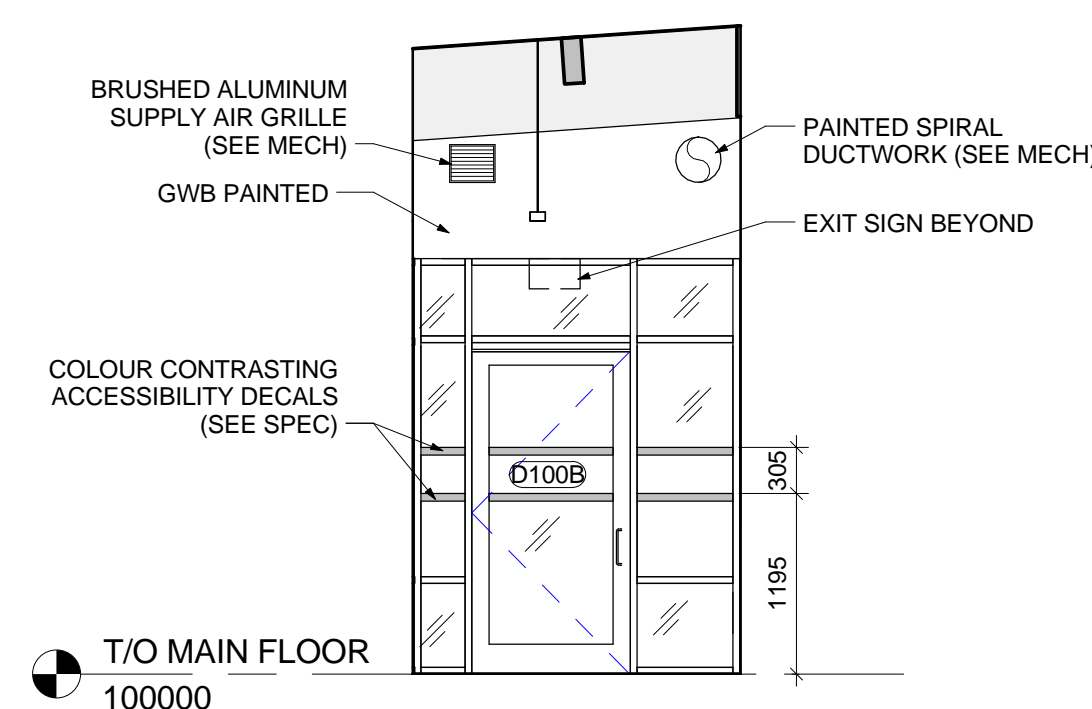 BRUSHED ALUMINUM
SUPPLY AIR GRILLE
(SEE MECH)
GWB PAINTED
PAINTED SPIRAL
DUCTWORK (SEE MECH)
EXIT SIGN BEYOND
COLOUR CONTRASTING
ACCESSIBILITY DECALS
(SEE SPEC)
D100B
305
1195
T/O MAIN FLOOR
100000